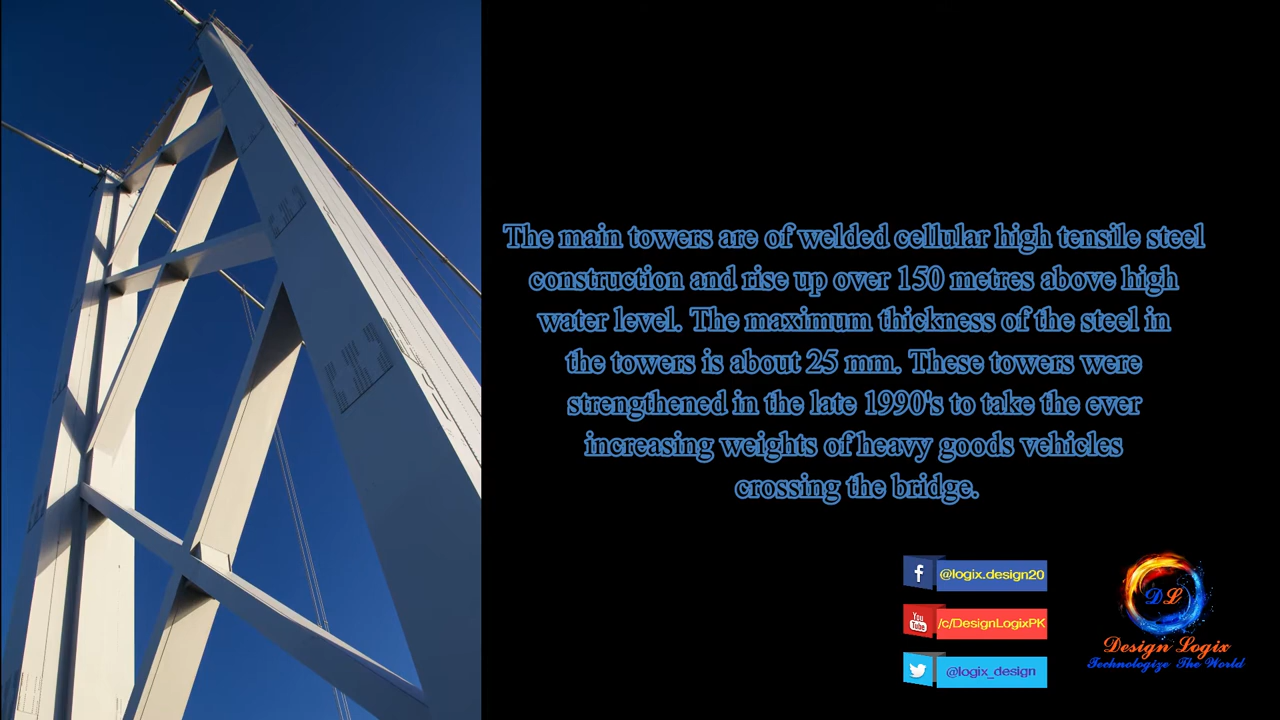 The main towers are of welded cellular high tensile steel
construction and rise up over 150 metres above high
water level. The maximum thickness of the steel in
the towers is about 25 mm. These towers were
strengthened in the late 1990's to take the ever
increasing weights of heavy goods vehicles
crossing the bridge.
f
@logix.design20
You
Tube
/c/DesignLogixPK
@logix_design
DL
Design Logix
Technologize The World